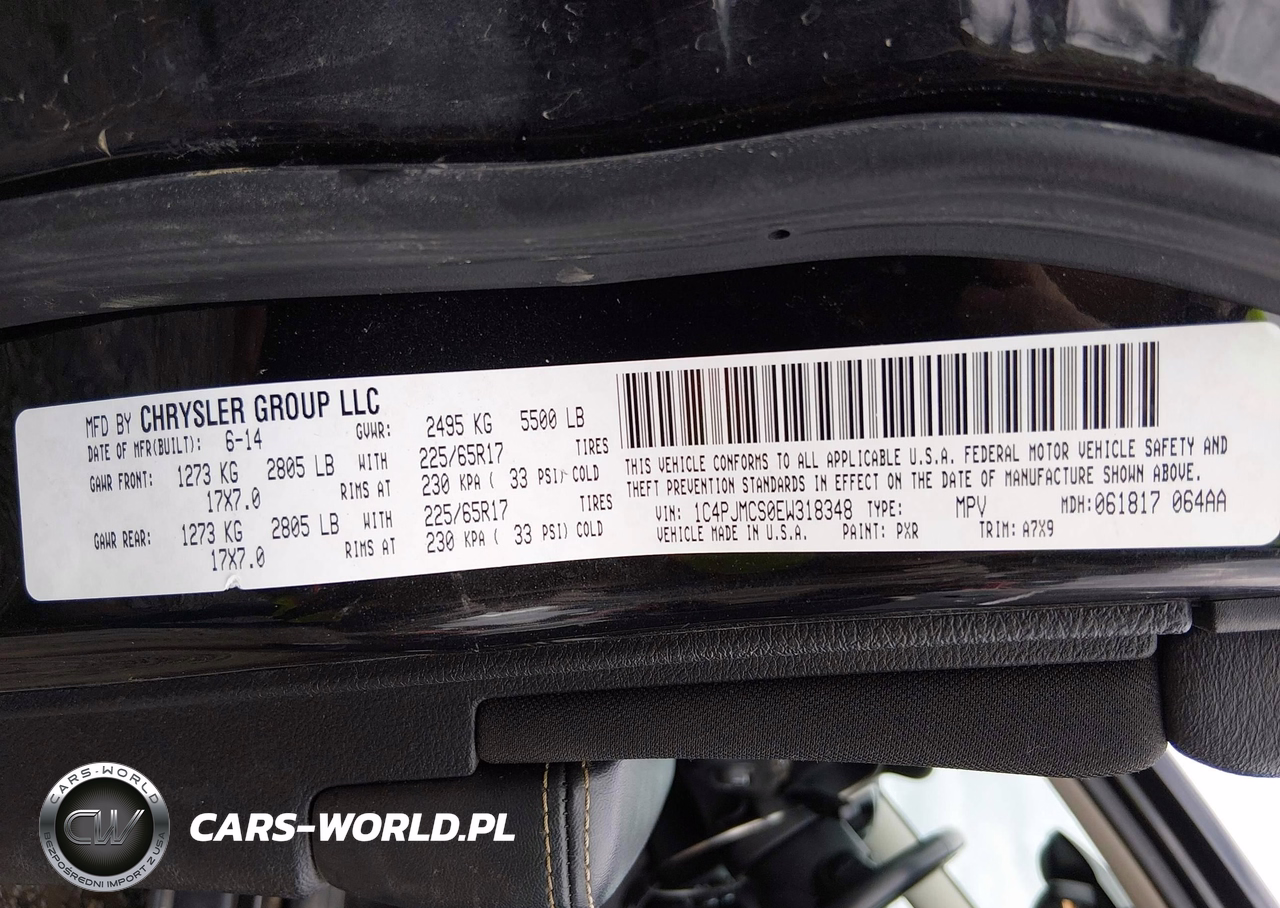 MFD BY CHRYSLER GROUP LLC
DATE OF MFR(BUILT): 6-14 GVWR: 2495 KG 5500 LB
GAWR FRONT: 1273 KG 2805 LB WITH 225/65R17 TIRES
17X7.0 RIMS AT 230 KPA ( 33 PSI) COLD
GAWR REAR: 1273 KG 2805 LB WITH 225/65R17 TIRES
17X7.0 RIMS AT 230 KPA ( 33 PSI) COLD
THIS VEHICLE CONFORMS TO ALL APPLICABLE U.S.A. FEDERAL MOTOR VEHICLE SAFETY AND
THEFT PREVENTION STANDARDS IN EFFECT ON THE DATE OF MANUFACTURE SHOWN ABOVE.
VIN: 1C4PJMCS0EW318348 TYPE: MPV MDH:061817 064AA
VEHICLE MADE IN U.S.A. PAINT: PXR TRIM: A7X9
CARS-WORLD
CW
BEZPOŚREDNI IMPORT Z USA
CARS-WORLD.PL